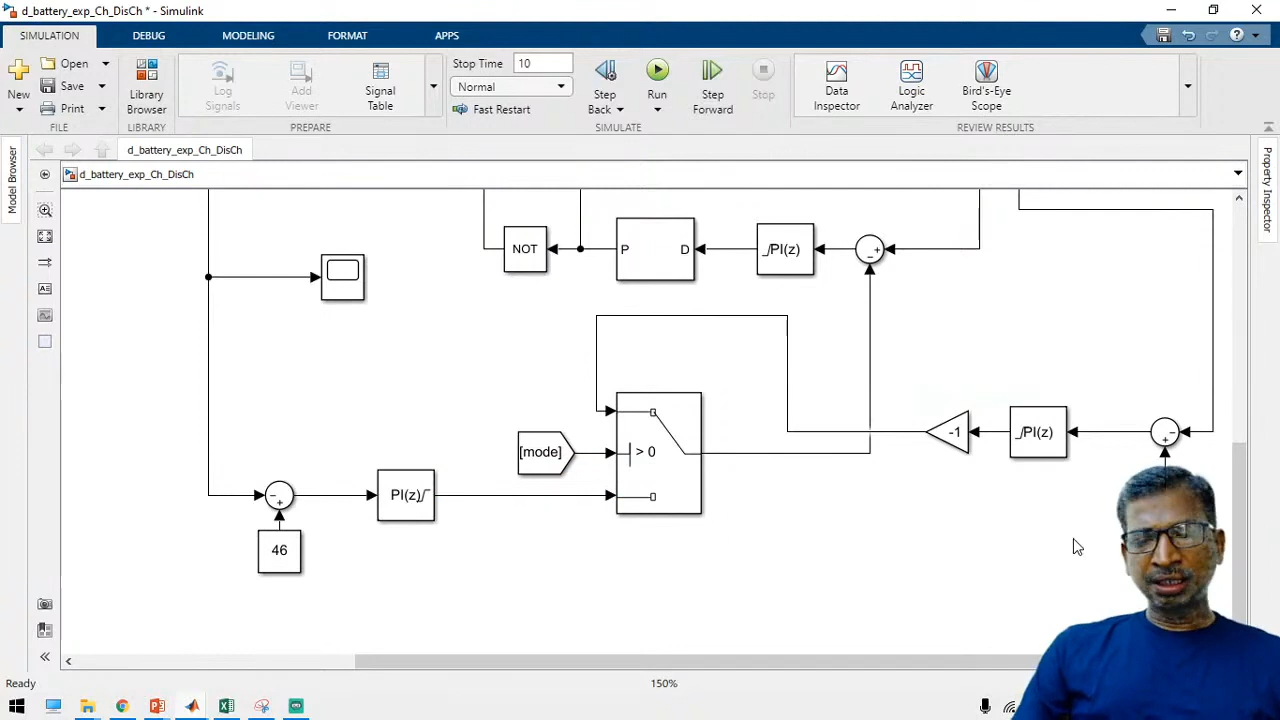 d_battery_exp_Ch_DisCh * - Simulink
SIMULATION DEBUG MODELING FORMAT APPS
New
Open
Save
Print
FILE
Library Browser
LIBRARY
Log Signals
Add Viewer
Signal Table
PREPARE
Stop Time 10
Normal
Fast Restart
Step Back
Run
Step Forward
Stop
SIMULATE
Data Inspector
Logic Analyzer
Bird's-Eye Scope
REVIEW RESULTS
d_battery_exp_Ch_DisCh
d_battery_exp_Ch_DisCh
Model Browser
Property Inspector
NOT
P D
PI(z)
[mode]
> 0
-1
PI(z)
PI(z)
46
Ready
150%